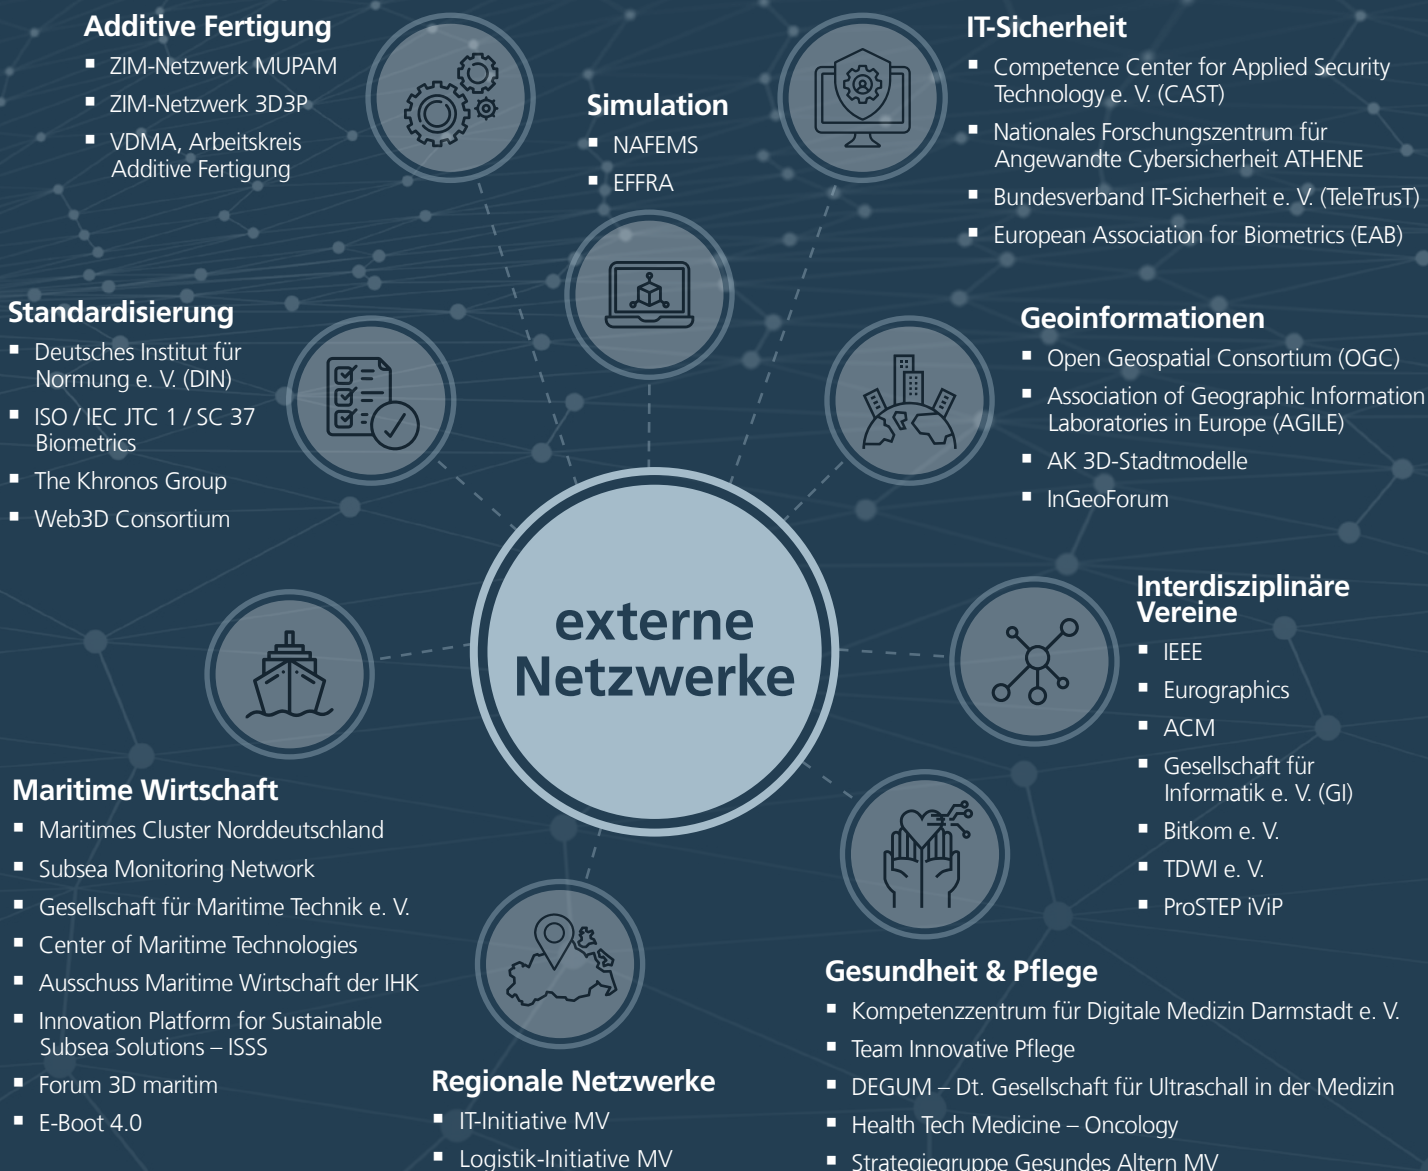 Additive Fertigung
▪ ZIM-Netzwerk MUPAM
▪ ZIM-Netzwerk 3D3P
▪ VDMA, Arbeitskreis
Additive Fertigung
Simulation
▪ NAFEMS
▪ EFFRA
IT-Sicherheit
▪ Competence Center for Applied Security
Technology e. V. (CAST)
▪ Nationales Forschungszentrum für
Angewandte Cybersicherheit ATHENE
▪ Bundesverband IT-Sicherheit e. V. (TeleTrusT)
▪ European Association for Biometrics (EAB)
Standardisierung
▪ Deutsches Institut für
Normung e. V. (DIN)
▪ ISO / IEC JTC 1 / SC 37
Biometrics
▪ The Khronos Group
▪ Web3D Consortium
Geoinformationen
▪ Open Geospatial Consortium (OGC)
▪ Association of Geographic Information
Laboratories in Europe (AGILE)
▪ AK 3D-Stadtmodelle
▪ InGeoForum
externe
Netzwerke
Interdisziplinäre
Vereine
▪ IEEE
▪ Eurographics
▪ ACM
▪ Gesellschaft für
Informatik e. V. (GI)
▪ Bitkom e. V.
▪ TDWI e. V.
▪ ProSTEP iViP
Maritime Wirtschaft
▪ Maritimes Cluster Norddeutschland
▪ Subsea Monitoring Network
▪ Gesellschaft für Maritime Technik e. V.
▪ Center of Maritime Technologies
▪ Ausschuss Maritime Wirtschaft der IHK
▪ Innovation Platform for Sustainable
Subsea Solutions – ISSS
▪ Forum 3D maritim
▪ E-Boot 4.0
Regionale Netzwerke
▪ IT-Initiative MV
▪ Logistik-Initiative MV
Gesundheit & Pflege
▪ Kompetenzzentrum für Digitale Medizin Darmstadt e. V.
▪ Team Innovative Pflege
▪ DEGUM – Dt. Gesellschaft für Ultraschall in der Medizin
▪ Health Tech Medicine – Oncology
▪ Strategiegruppe Gesundes Altern MV